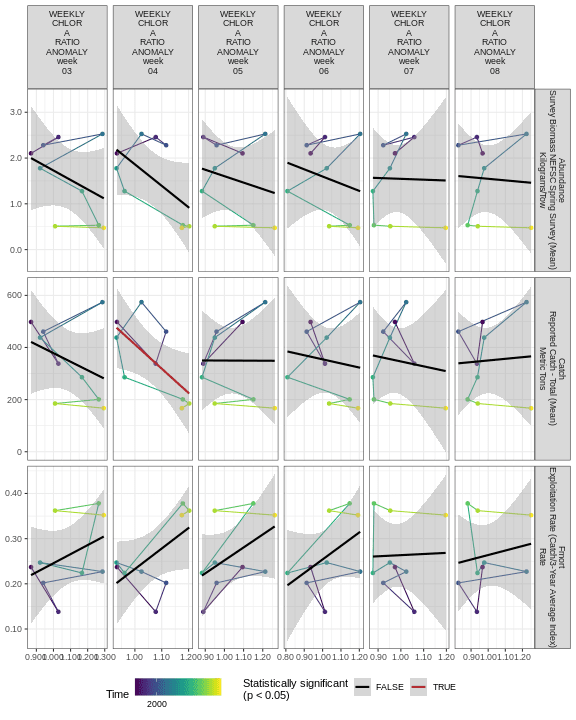 WEEKLY
CHLOR
A
RATIO
ANOMALY
week
03
WEEKLY
CHLOR
A
RATIO
ANOMALY
week
04
WEEKLY
CHLOR
A
RATIO
ANOMALY
week
05
WEEKLY
CHLOR
A
RATIO
ANOMALY
week
06
WEEKLY
CHLOR
A
RATIO
ANOMALY
week
07
WEEKLY
CHLOR
A
RATIO
ANOMALY
week
08
3.0
2.0
1.0
0.0
Abundance
Survey Biomass NEFSC Spring Survey (Mean)
Kilograms/Tow
600
400
200
0
Catch
Reported Catch - Total (Mean)
Metric Tons
0.40
0.30
0.20
0.10
Fmort
Exploitation Rate (Catch/3-Year Average Index)
Rate
0.90 1.00 1.10 1.20 1.30
1.00 1.20
0.90 1.00 1.10 1.20
0.80 0.90 1.00 1.10 1.20
0.90 1.00 1.10 1.20
0.90 1.00 1.10 1.20
Time
2000
Statistically significant
(p < 0.05)
FALSE
TRUE